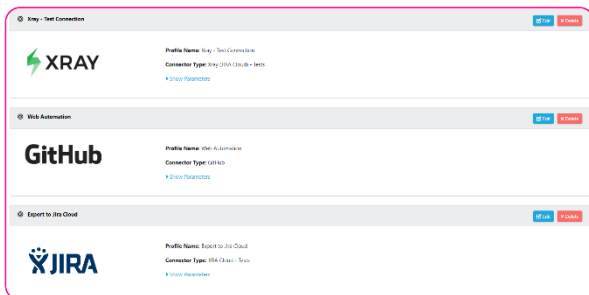 Xray - Test Connection
Edit
Delete
XRAY
Profile Name: Xray - Test Connection
Connector Type: Xray (JIRA Cloud) - Tests
Show Parameters
Web Automation
Edit
Delete
GitHub
Profile Name: Web Automation
Connector Type: GitHub
Show Parameters
Export to Jira Cloud
Edit
Delete
JIRA
Profile Name: Export to Jira Cloud
Connector Type: JIRA Cloud - Tests
Show Parameters